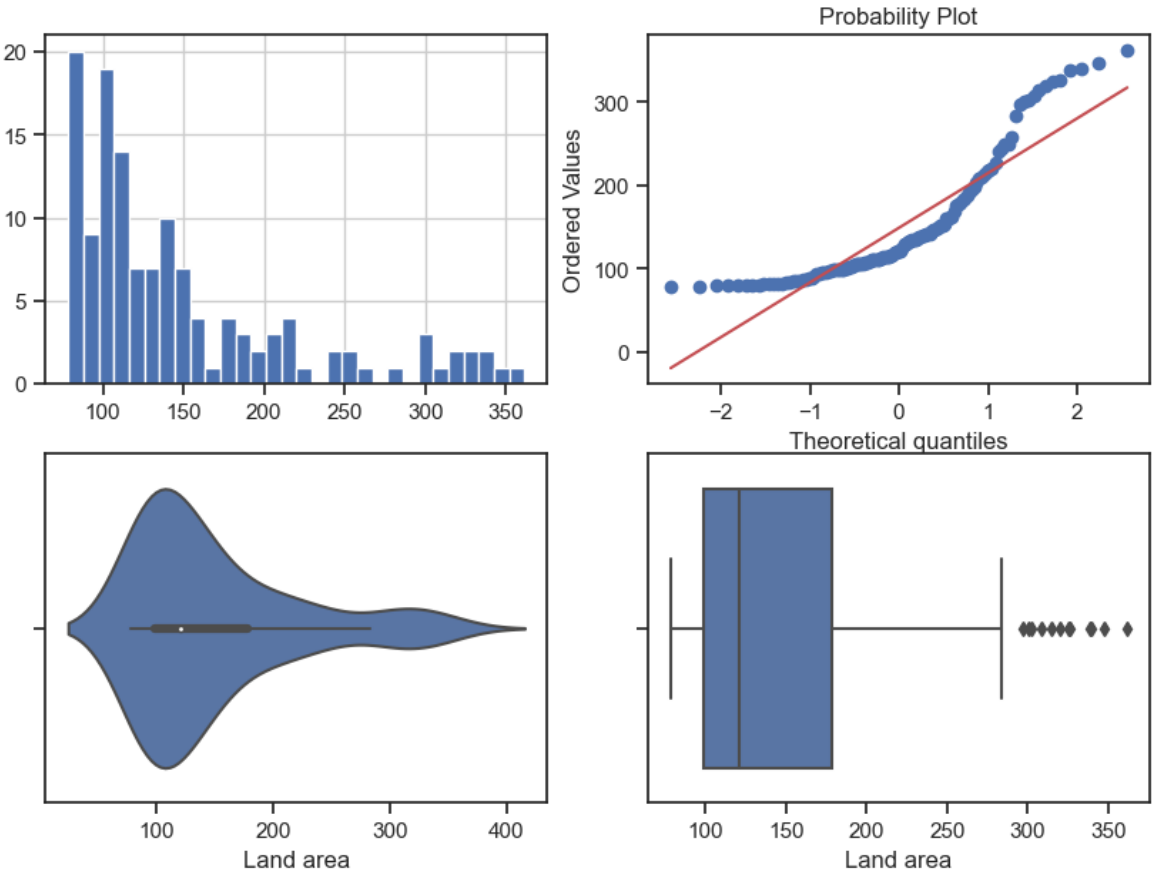 20
15
10
5
0
100 150 200 250 300 350
Probability Plot
Ordered Values
300
200
100
0
−2 −1 0 1 2
Theoretical quantiles
100 200 300 400
Land area
100 150 200 250 300 350
Land area